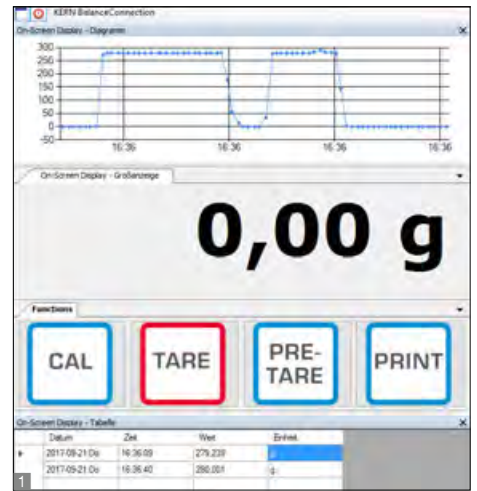 KERN BalanceConnection
On-Screen Display - Diagramm
300
250
200
150
100
50
0
-50
16:36 16:36 16:36 16:36
On-Screen Display - Großanzeige
0,00 g
Functions
CAL TARE PRE-TARE PRINT
On-Screen Display - Tabelle
Datum Zeit Wert Einheit
2017-09-21 Do 16:36:09 279,239 g
2017-09-21 Do 16:36:40 280,001 g
1